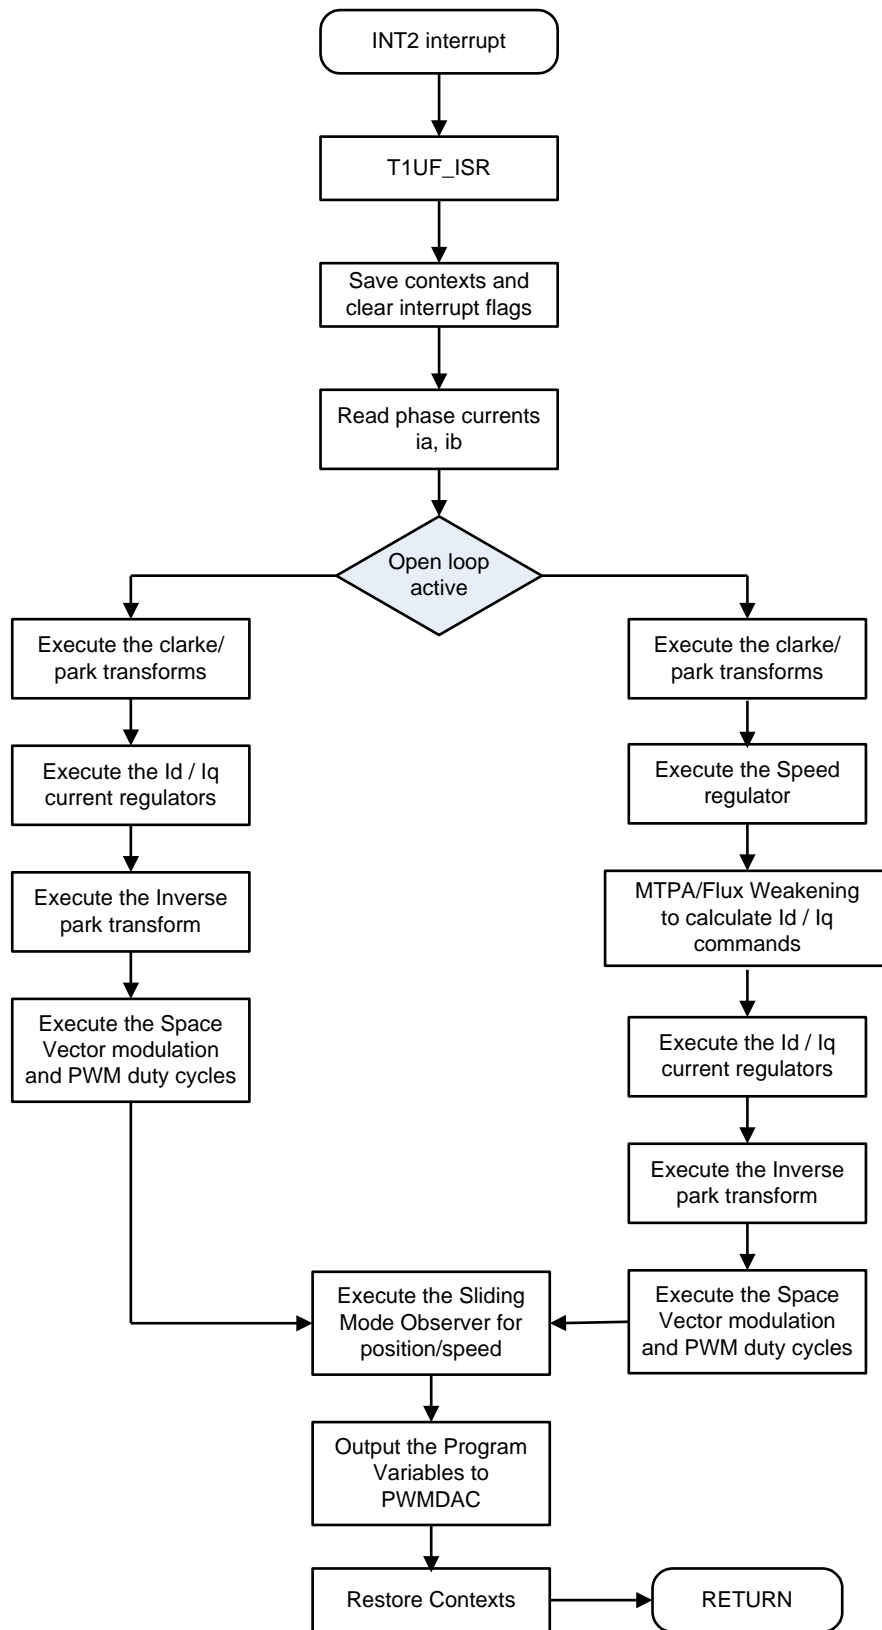 INT2 interrupt
T1UF_ISR
Save contexts and
clear interrupt flags
Read phase currents
ia, ib
Open loop
active
Execute the clarke/
park transforms
Execute the Id / Iq
current regulators
Execute the Inverse
park transform
Execute the Space
Vector modulation
and PWM duty cycles
Execute the clarke/
park transforms
Execute the Speed
regulator
MTPA/Flux Weakening
to calculate Id / Iq
commands
Execute the Id / Iq
current regulators
Execute the Inverse
park transform
Execute the Space
Vector modulation
and PWM duty cycles
Execute the Sliding
Mode Observer for
position/speed
Output the Program
Variables to
PWMDAC
Restore Contexts
RETURN